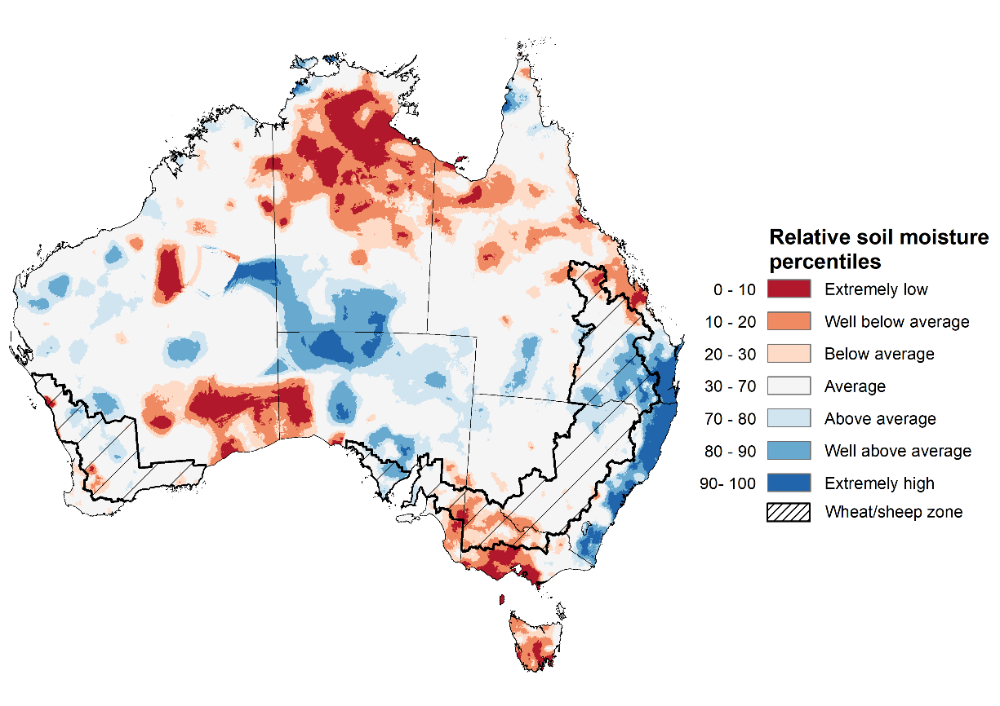 Relative soil moisture
percentiles
0 - 10 Extremely low
10 - 20 Well below average
20 - 30 Below average
30 - 70 Average
70 - 80 Above average
80 - 90 Well above average
90- 100 Extremely high
Wheat/sheep zone